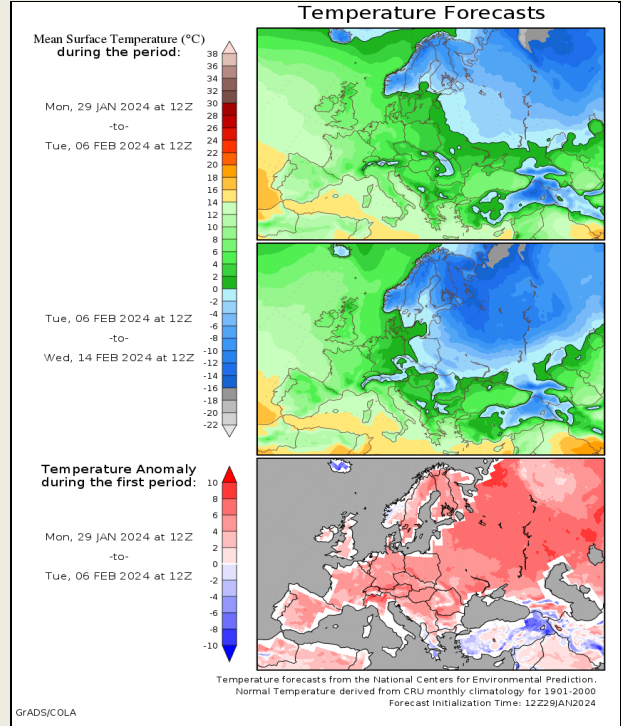 Temperature Forecasts
Mean Surface Temperature (°C)
during the period:
Mon, 29 JAN 2024 at 12Z
-to-
Tue, 06 FEB 2024 at 12Z
38
36
34
32
30
28
26
24
22
20
18
16
14
12
10
8
6
4
2
0
-2
-4
-6
-8
-10
-12
-14
-16
-18
-20
-22
Tue, 06 FEB 2024 at 12Z
-to-
Wed, 14 FEB 2024 at 12Z
Temperature Anomaly
during the first period:
Mon, 29 JAN 2024 at 12Z
-to-
Tue, 06 FEB 2024 at 12Z
10
8
6
4
2
0
-2
-4
-6
-8
-10
Temperature forecasts from the National Centers for Environmental Prediction.
Normal Temperature derived from CRU monthly climatology for 1901-2000
Forecast Initialization Time: 12Z29JAN2024
GrADS/COLA